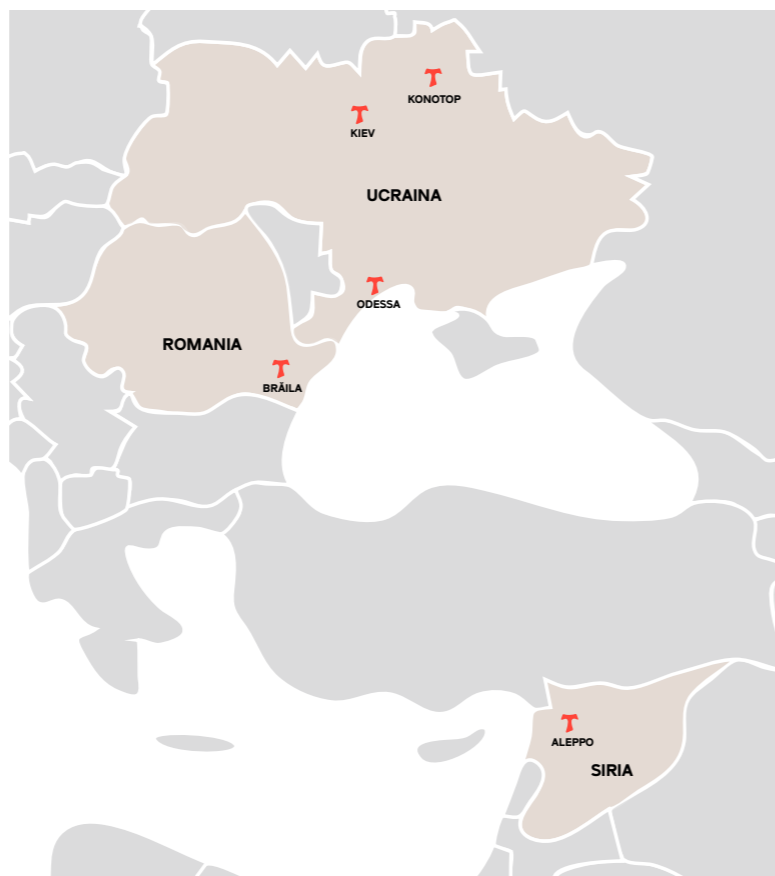 KONOTOP
KIEV
UCRAINA
ODESSA
ROMANIA
BRĂILA
ALEPPO
SIRIA